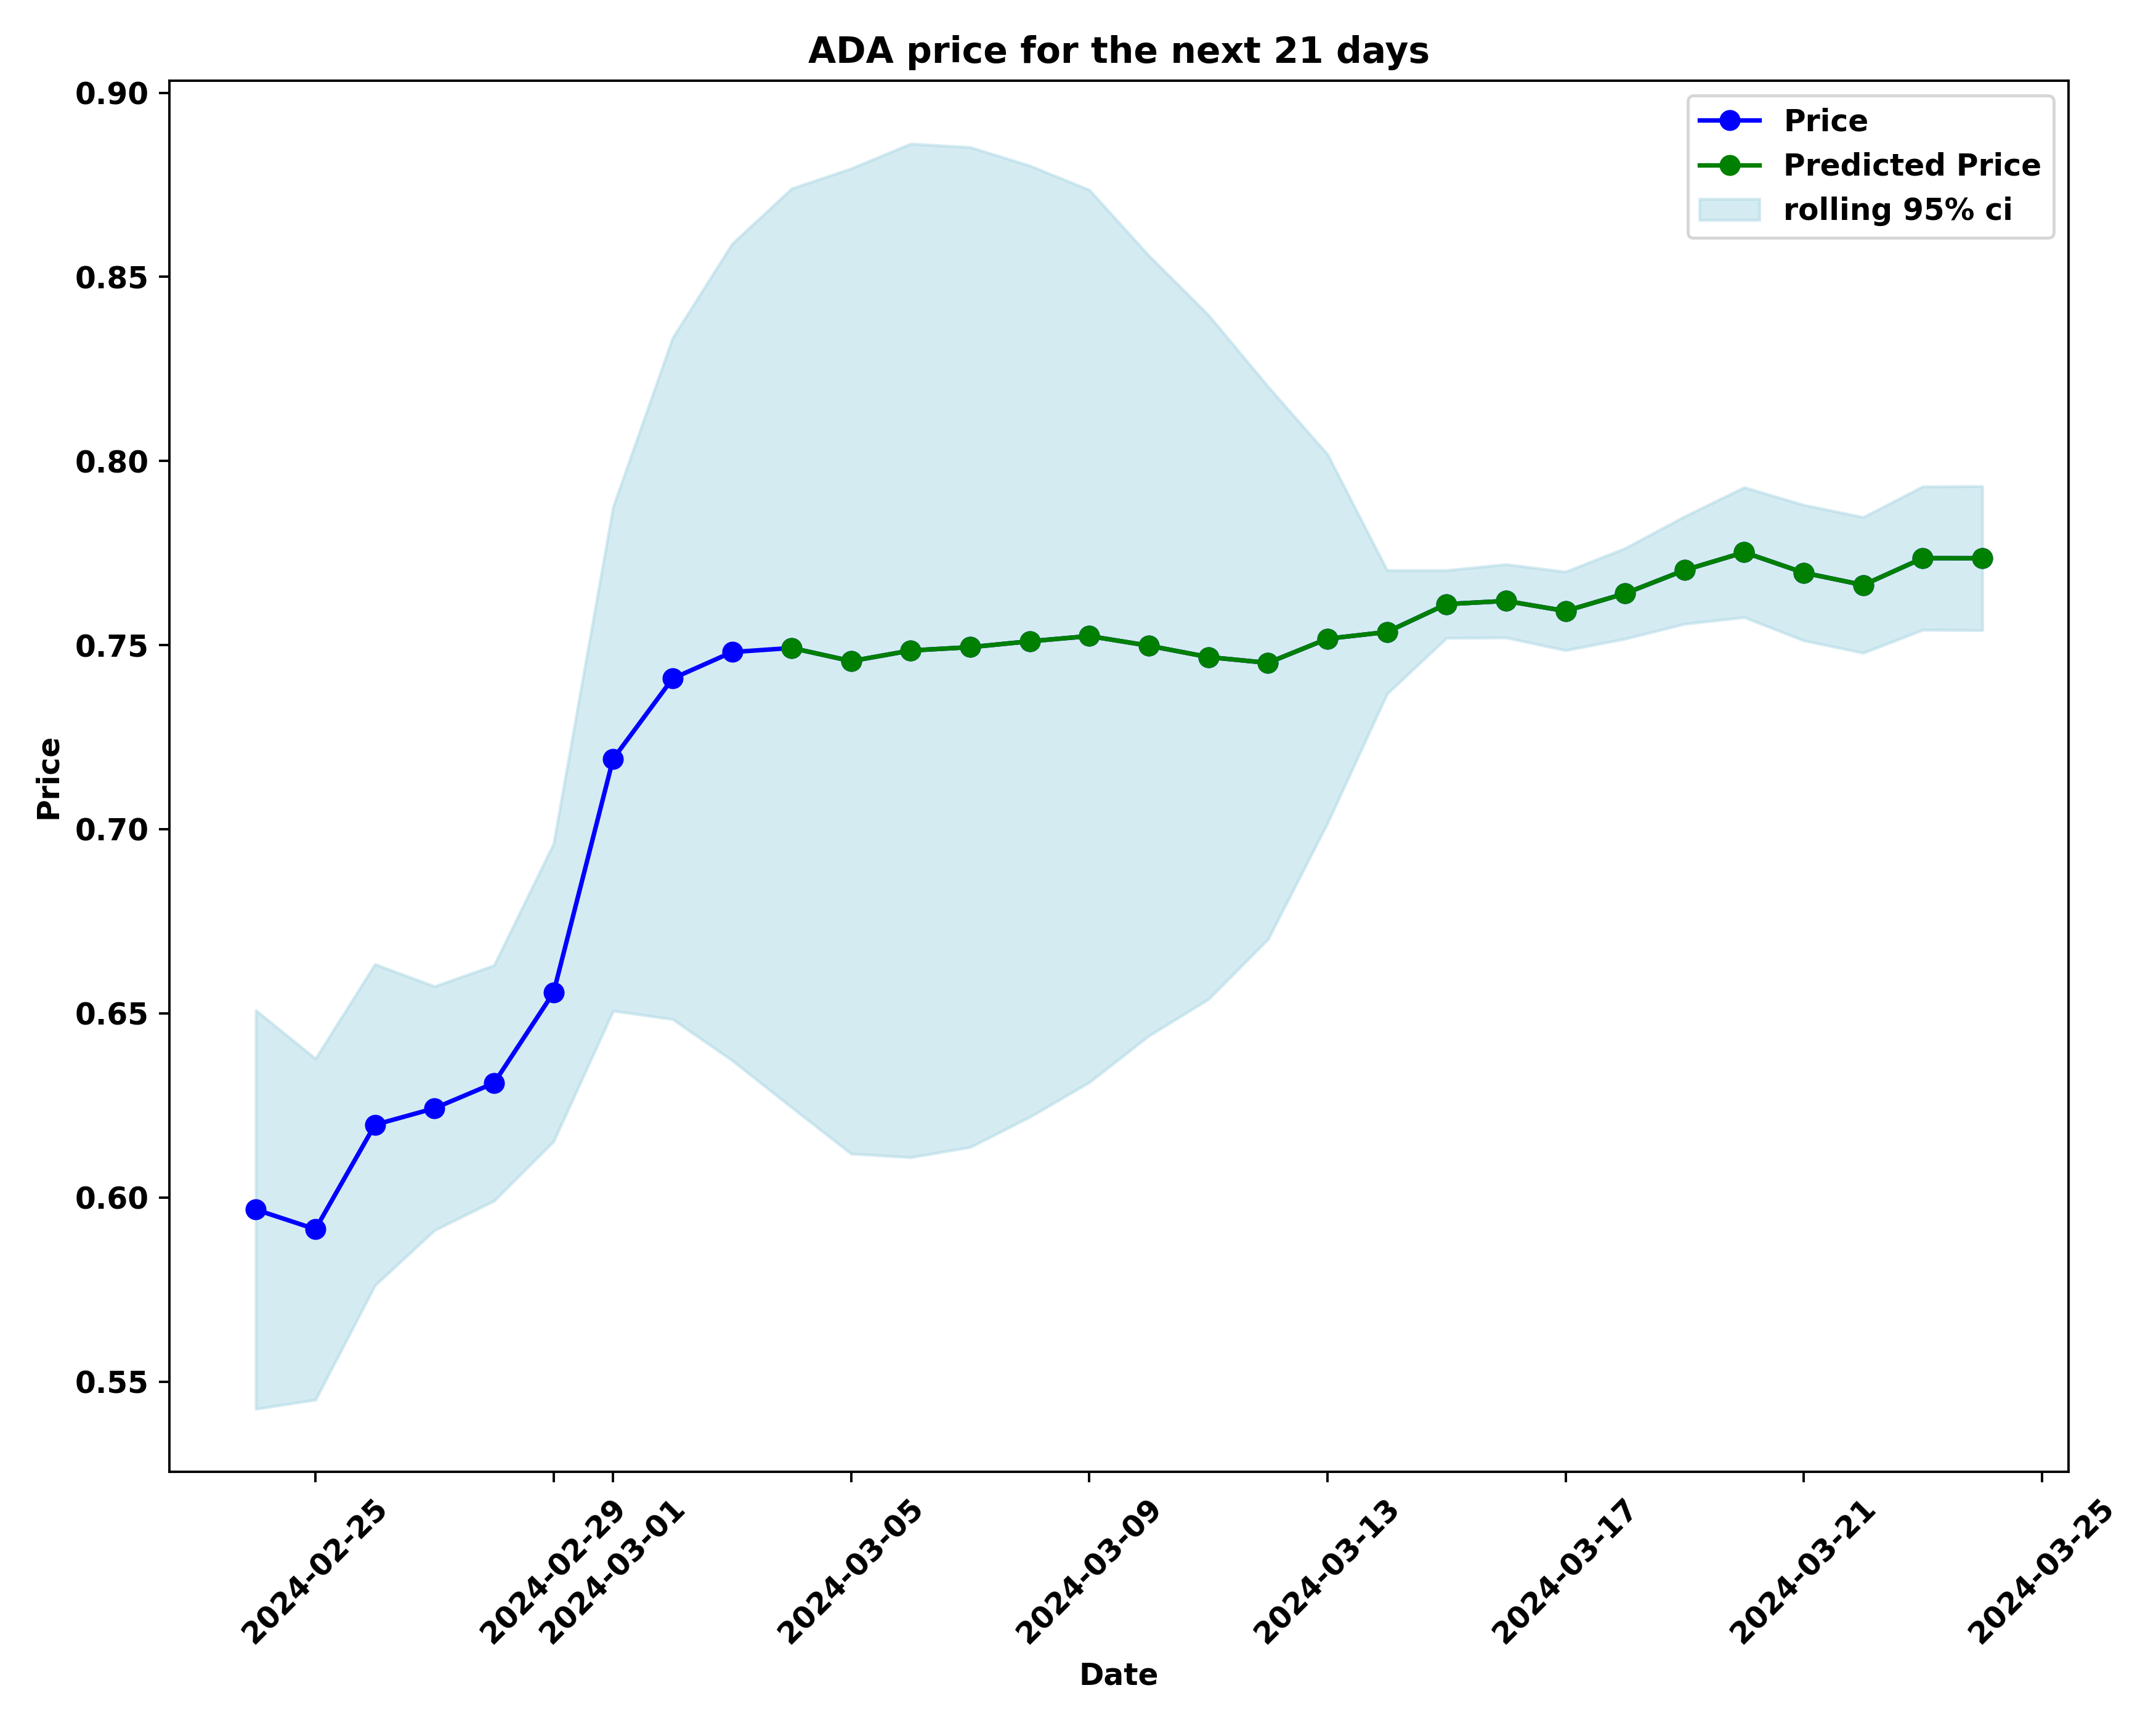 ADA price for the next 21 days
0.90
0.85
0.80
0.75
0.70
0.65
0.60
0.55
Price
Price
Predicted Price
rolling 95% ci
2024-02-25
2024-02-29
2024-03-01
2024-03-05
2024-03-09
2024-03-13
2024-03-17
2024-03-21
2024-03-25
Date